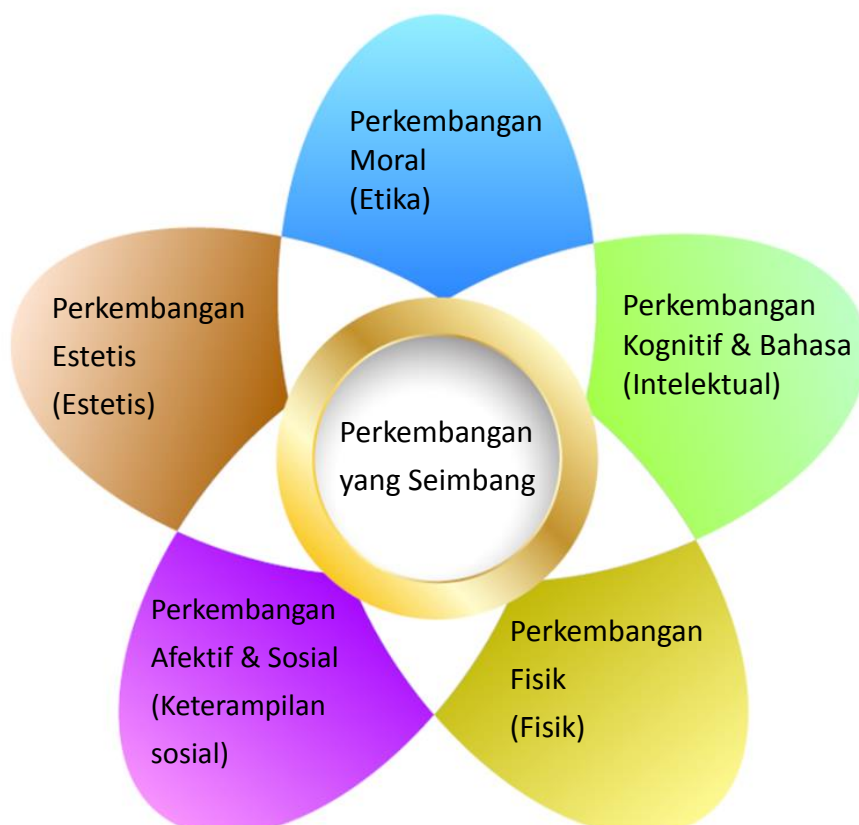 Perkembangan
Moral
(Etika)
Perkembangan
Kognitif & Bahasa
(Intelektual)
Perkembangan
Estetis
(Estetis)
Perkembangan
yang Seimbang
Perkembangan
Afektif & Sosial
(Keterampilan
sosial)
Perkembangan
Fisik
(Fisik)